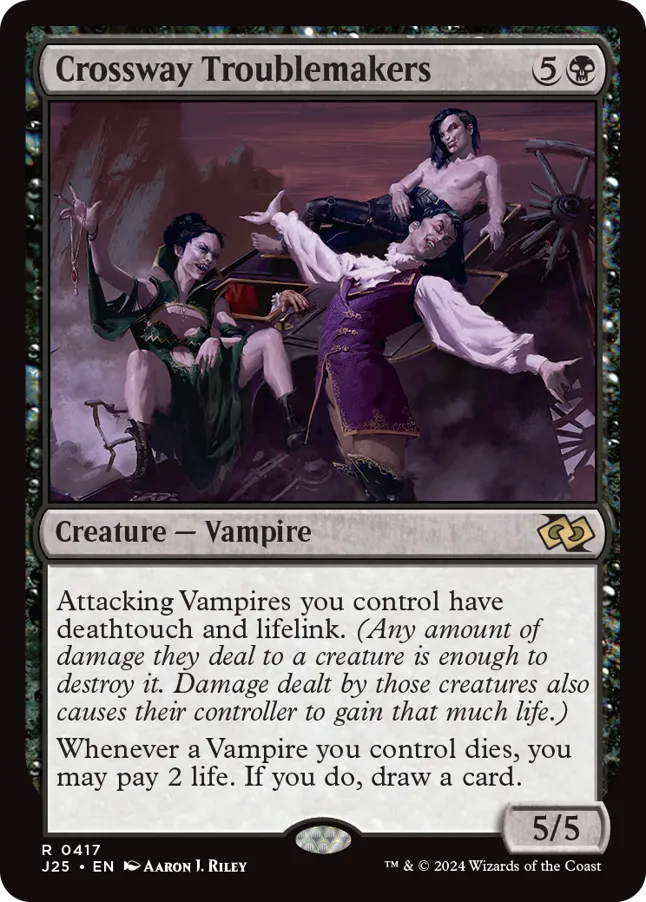 Crossway Troublemakers 5
Creature — Vampire
Attacking Vampires you control have
deathtouch and lifelink. (Any amount of
damage they deal to a creature is enough to
destroy it. Damage dealt by those creatures also
causes their controller to gain that much life.)
Whenever a Vampire you control dies, you
may pay 2 life. If you do, draw a card.
5/5
R 0417
J25 • EN Aaron J. Riley
™ & © 2024 Wizards of the Coast